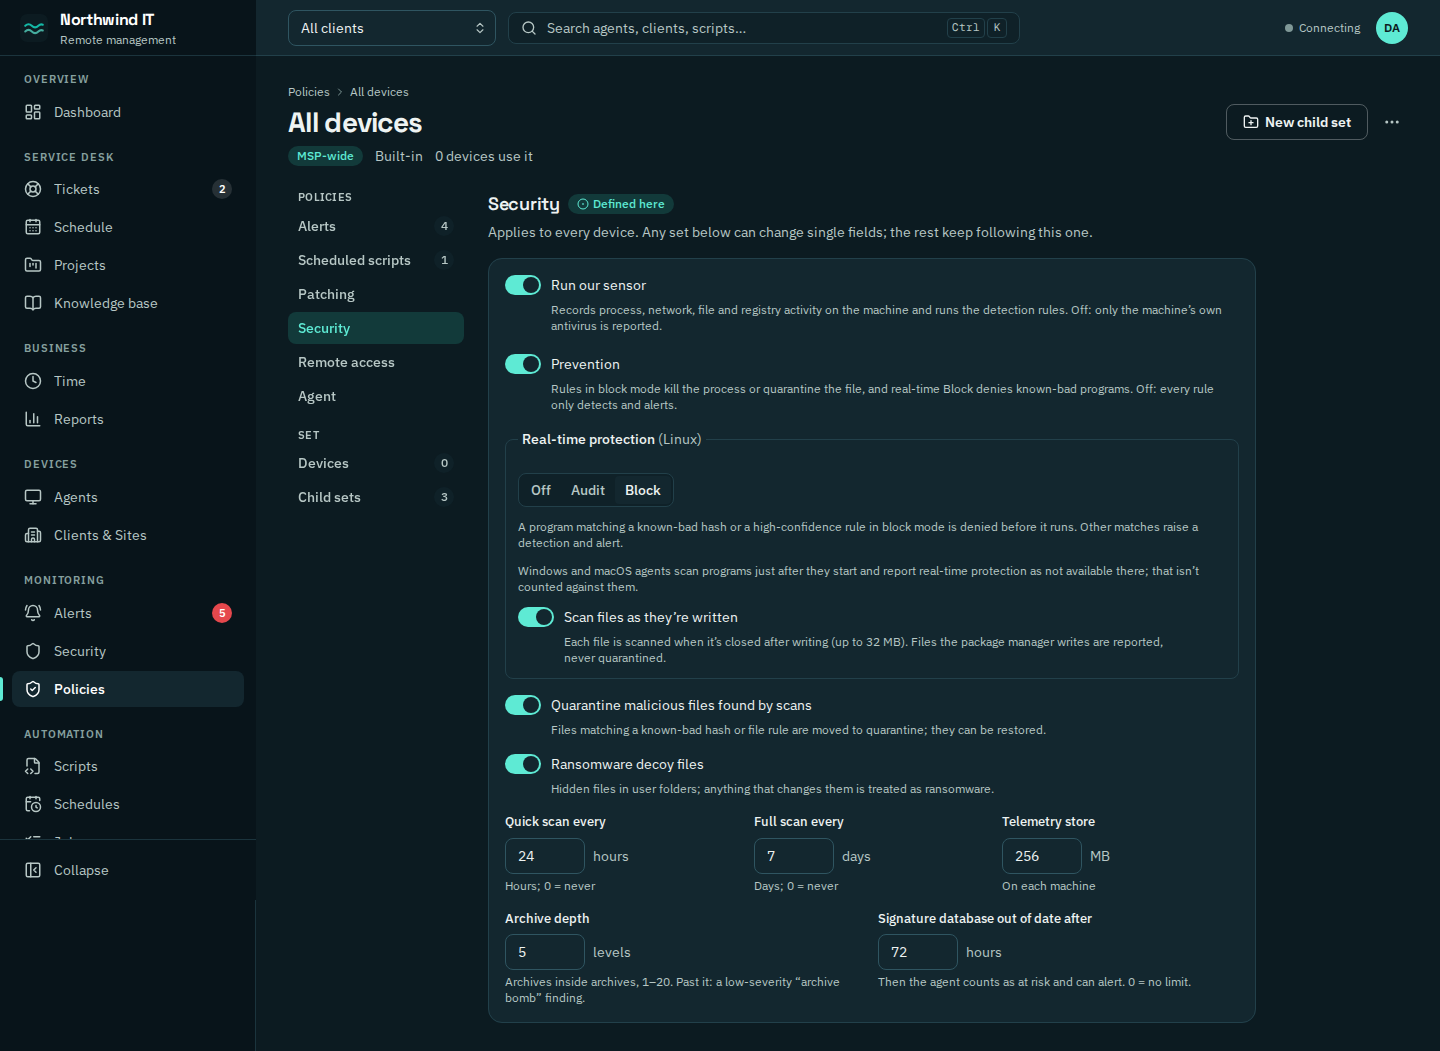 Northwind IT
Remote management
All clients
Search agents, clients, scripts...
Ctrl K
Connecting
DA
OVERVIEW
Dashboard
SERVICE DESK
Tickets 2
Schedule
Projects
Knowledge base
BUSINESS
Time
Reports
DEVICES
Agents
Clients & Sites
MONITORING
Alerts 5
Security
Policies
AUTOMATION
Scripts
Schedules
Collapse
Policies > All devices
All devices
New child set
MSP-wide Built-in 0 devices use it
POLICIES
Alerts 4
Scheduled scripts 1
Patching
Security
Remote access
Agent
SET
Devices 0
Child sets 3
Security Defined here
Applies to every device. Any set below can change single fields; the rest keep following this one.
Run our sensor
Records process, network, file and registry activity on the machine and runs the detection rules. Off: only the machine’s own
antivirus is reported.
Prevention
Rules in block mode kill the process or quarantine the file, and real-time Block denies known-bad programs. Off: every rule
only detects and alerts.
Real-time protection (Linux)
Off Audit Block
A program matching a known-bad hash or a high-confidence rule in block mode is denied before it runs. Other matches raise a
detection and alert.
Windows and macOS agents scan programs just after they start and report real-time protection as not available there; that isn’t
counted against them.
Scan files as they’re written
Each file is scanned when it’s closed after writing (up to 32 MB). Files the package manager writes are reported,
never quarantined.
Quarantine malicious files found by scans
Files matching a known-bad hash or file rule are moved to quarantine; they can be restored.
Ransomware decoy files
Hidden files in user folders; anything that changes them is treated as ransomware.
Quick scan every
24 hours
Hours; 0 = never
Full scan every
7 days
Days; 0 = never
Telemetry store
256 MB
On each machine
Archive depth
5 levels
Archives inside archives, 1–20. Past it: a low-severity “archive
bomb” finding.
Signature database out of date after
72 hours
Then the agent counts as at risk and can alert. 0 = no limit.